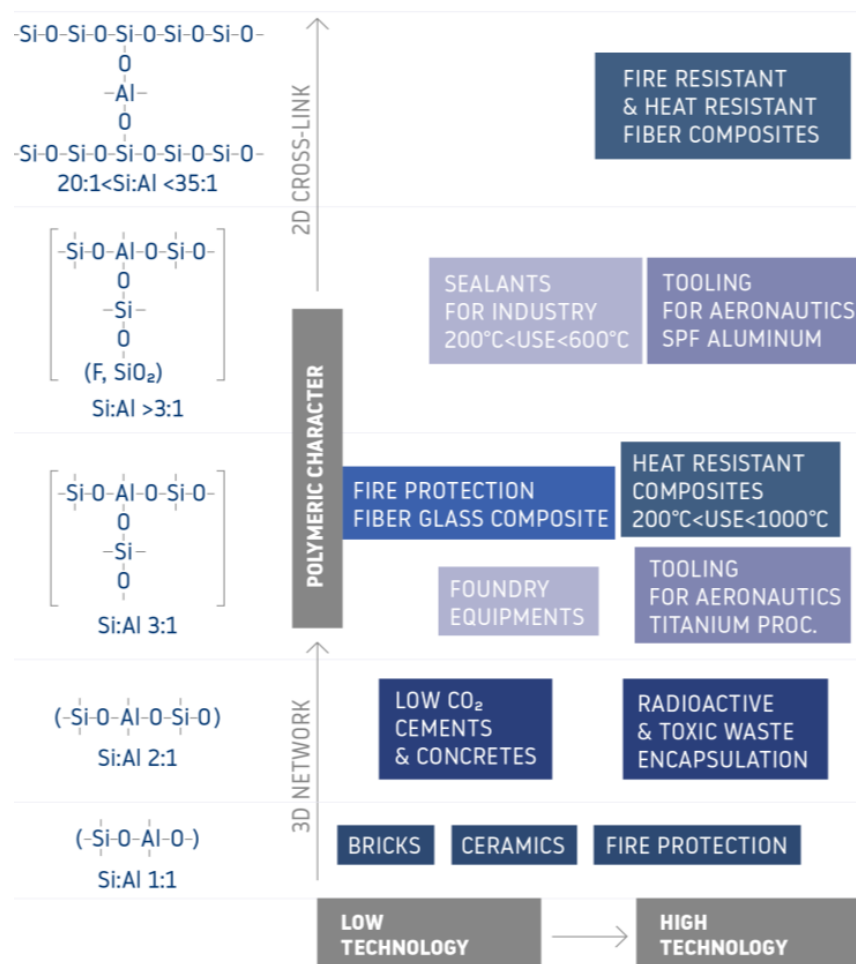 -Si-O-Si-O-Si-O-Si-O-Si-O-
O
-Al-
O
-Si-O-Si-O-Si-O-Si-O-Si-O-
20:1<Si:Al <35:1
2D CROSS-LINK
FIRE RESISTANT
& HEAT RESISTANT
FIBER COMPOSITES
-Si-O-Al-O-Si-O-
O
-Si-
O
(F, SiO₂)
Si:Al >3:1
SEALANTS
FOR INDUSTRY
200°C<USE<600°C
TOOLING
FOR AERONAUTICS
SPF ALUMINUM
POLYMERIC CHARACTER
-Si-O-Al-O-Si-O-
O
-Si-
O
Si:Al 3:1
FIRE PROTECTION
FIBER GLASS COMPOSITE
HEAT RESISTANT
COMPOSITES
200°C<USE<1000°C
FOUNDRY
EQUIPMENTS
TOOLING
FOR AERONAUTICS
TITANIUM PROC.
3D NETWORK
(-Si-O-Al-O-Si-O)
Si:Al 2:1
LOW CO₂
CEMENTS
& CONCRETES
RADIOACTIVE
& TOXIC WASTE
ENCAPSULATION
(-Si-O-Al-O-)
Si:Al 1:1
BRICKS
CERAMICS
FIRE PROTECTION
LOW
TECHNOLOGY
HIGH
TECHNOLOGY